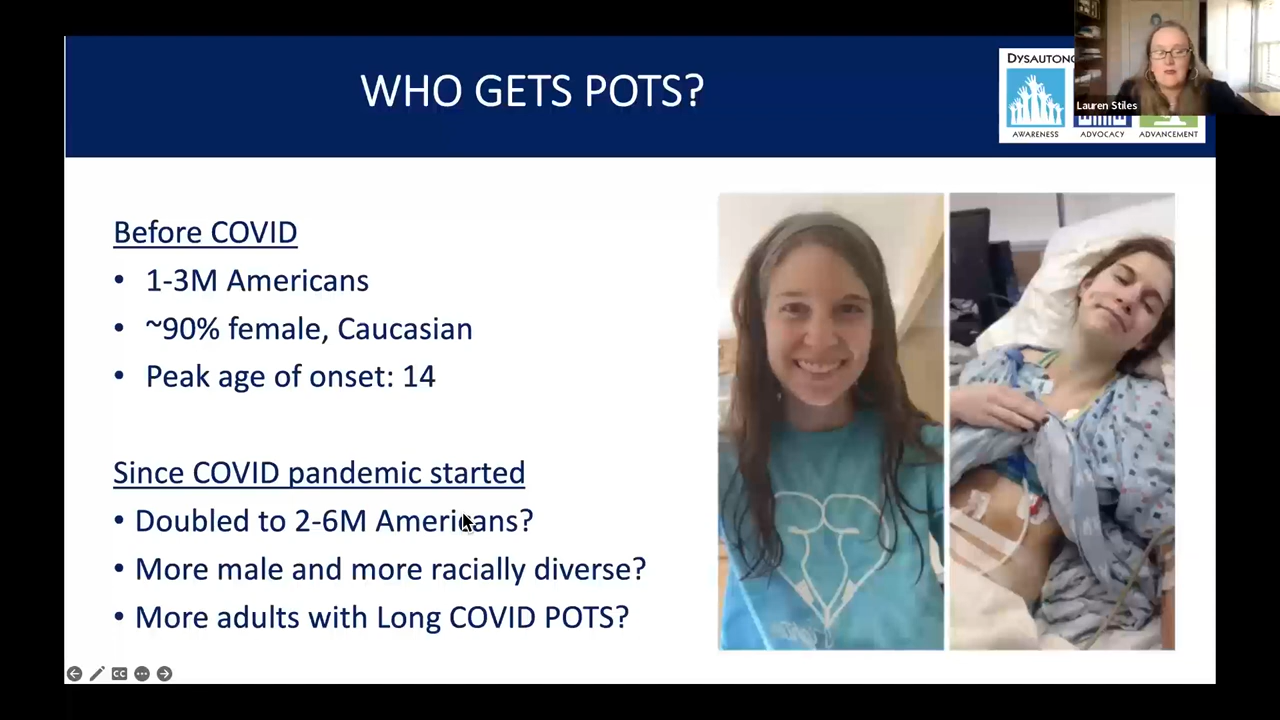 WHO GETS POTS?
DYSAUTONO
Lauren Stiles
AWARENESS
ADVOCACY
ADVANCEMENT
Before COVID
• 1-3M Americans
• ~90% female, Caucasian
• Peak age of onset: 14
Since COVID pandemic started
• Doubled to 2-6M Americans?
• More male and more racially diverse?
• More adults with Long COVID POTS?
CC